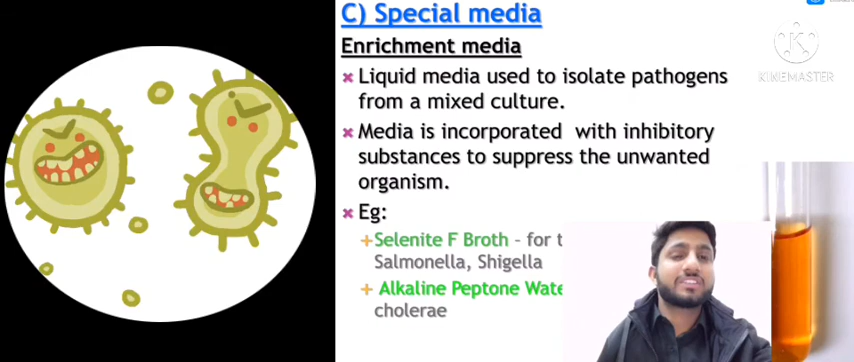 C) Special media
Enrichment media
Liquid media used to isolate pathogens
from a mixed culture.
Media is incorporated with inhibitory
substances to suppress the unwanted
organism.
Eg:
Selenite F Broth – for
Salmonella, Shigella
Alkaline Peptone
cholerae
KINEMASTER